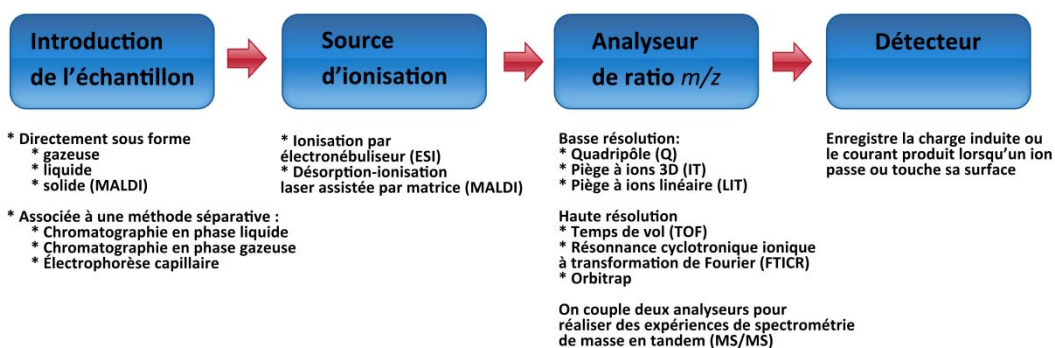 Introduction
de l'échantillon
Source
d'ionisation
Analyseur
de ratio m/z
Détecteur
* Directement sous forme
* gazeuse
* liquide
* solide (MALDI)
* Associée à une méthode séparative :
* Chromatographie en phase liquide
* Chromatographie en phase gazeuse
* Électrophorèse capillaire
* Ionisation par
électronébuliseur (ESI)
* Désorption-ionisation
laser assistée par matrice (MALDI)
Basse résolution:
* Quadripôle (Q)
* Piège à ions 3D (IT)
* Piège à ions linéaire (LIT)
Haute résolution
* Temps de vol (TOF)
* Résonnance cyclotronique ionique
à transformation de Fourier (FTICR)
* Orbitrap
On couple deux analyseurs pour
réaliser des expériences de spectrométrie
de masse en tandem (MS/MS)
Enregistre la charge induite ou
le courant produit lorsqu'un ion
passe ou touche sa surface